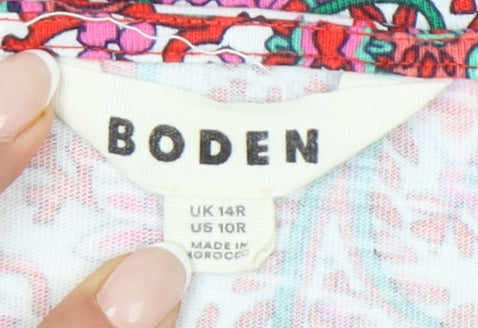 BODEN
UK 14R
US 10R
MADE IN
MOROCCO